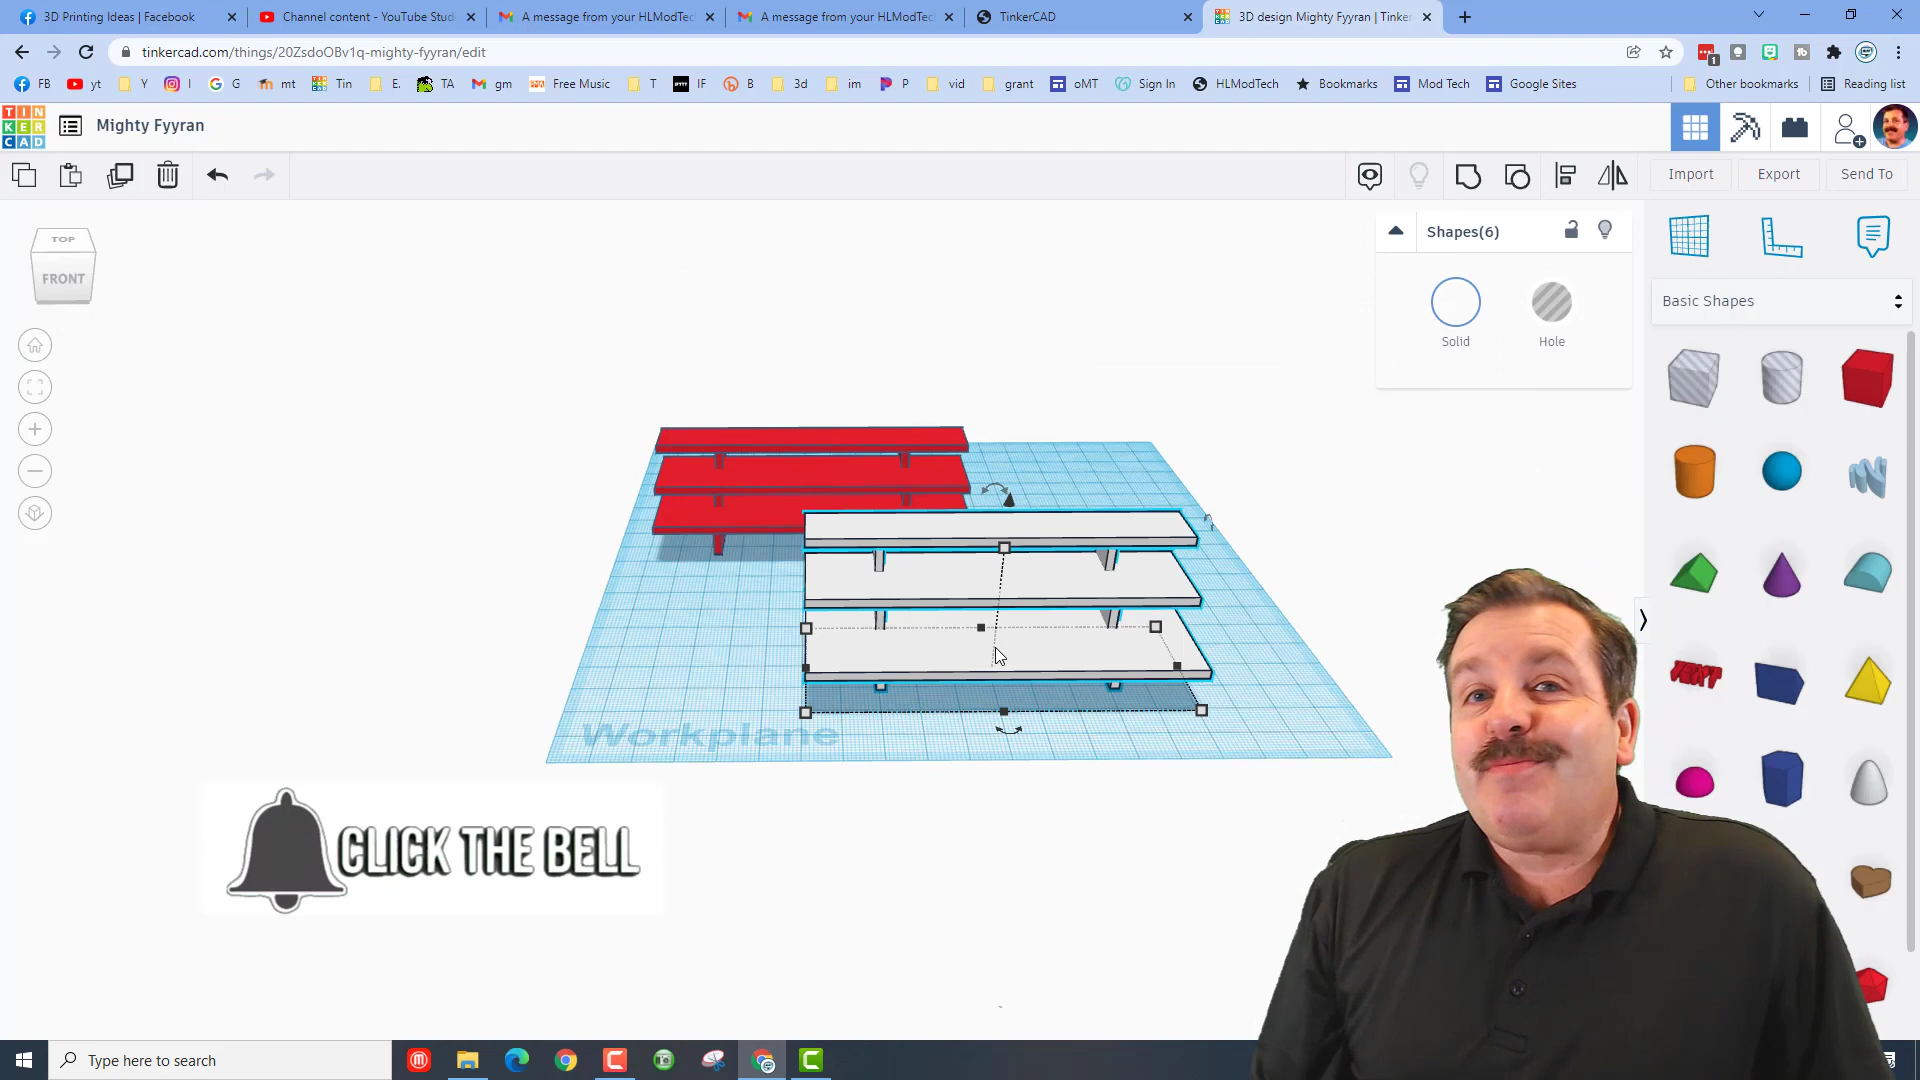 3D Printing Ideas | Facebook
Channel content - YouTube Stud
A message from your HLModTec
A message from your HLModTec
TinkerCAD
3D design Mighty Fyyran | Tinker
tinkercad.com/things/20ZsdoOBv1q-mighty-fyyran/edit
FB
yt
Y
I
G
mt
Tin
E.
TA
gm
Free Music
T
IF
B
3d
im
P
vid
grant
oMT
Sign In
HLModTech
Bookmarks
Mod Tech
Google Sites
Other bookmarks
Reading list
TIN
KER
CAD
Mighty Fyyran
Import
Export
Send To
TOP
FRONT
Shapes(6)
Solid
Hole
Basic Shapes
TEXT
Workplane
CLICK THE BELL
Type here to search